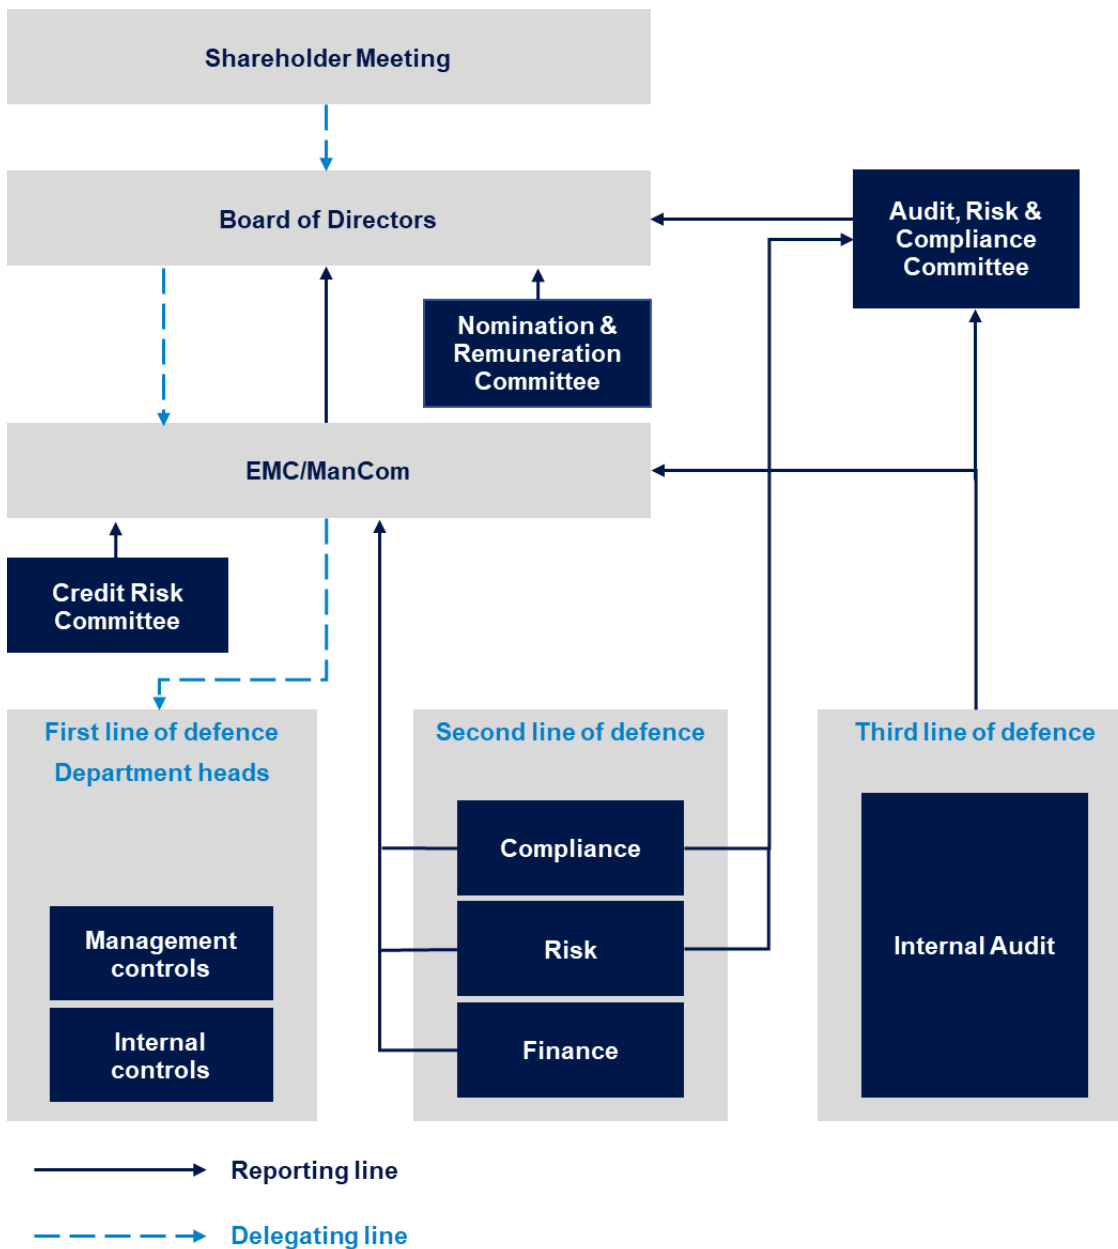 Shareholder Meeting
Board of Directors
Audit, Risk &
Compliance
Committee
Nomination &
Remuneration
Committee
EMC/ManCom
Credit Risk
Committee
First line of defence
Department heads
Management
controls
Internal
controls
Second line of defence
Compliance
Risk
Finance
Third line of defence
Internal Audit
Reporting line
Delegating line